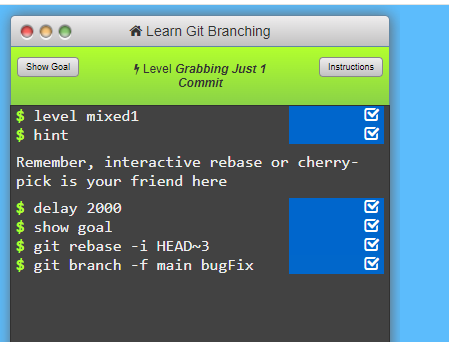 Learn Git Branching
Show Goal
Level Grabbing Just 1
Commit
Instructions
$ level mixed1
$ hint
Remember, interactive rebase or cherry-
pick is your friend here
$ delay 2000
$ show goal
$ git rebase -i HEAD~3
$ git branch -f main bugFix